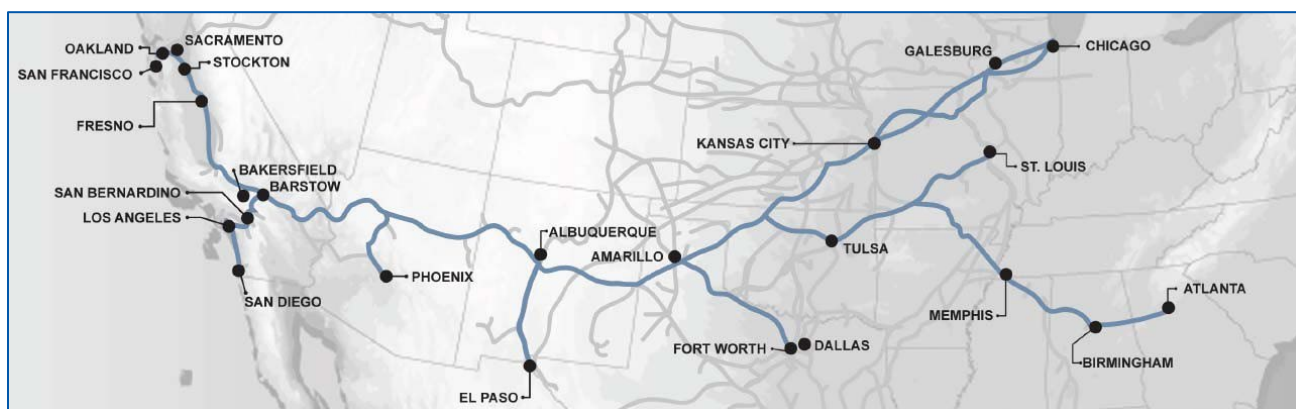 OAKLAND
SACRAMENTO
SAN FRANCISCO
STOCKTON
FRESNO
BAKERSFIELD
SAN BERNARDINO
BARSTOW
LOS ANGELES
SAN DIEGO
PHOENIX
ALBUQUERQUE
AMARILLO
EL PASO
FORT WORTH
DALLAS
KANSAS CITY
GALESBURG
CHICAGO
ST. LOUIS
TULSA
MEMPHIS
ATLANTA
BIRMINGHAM